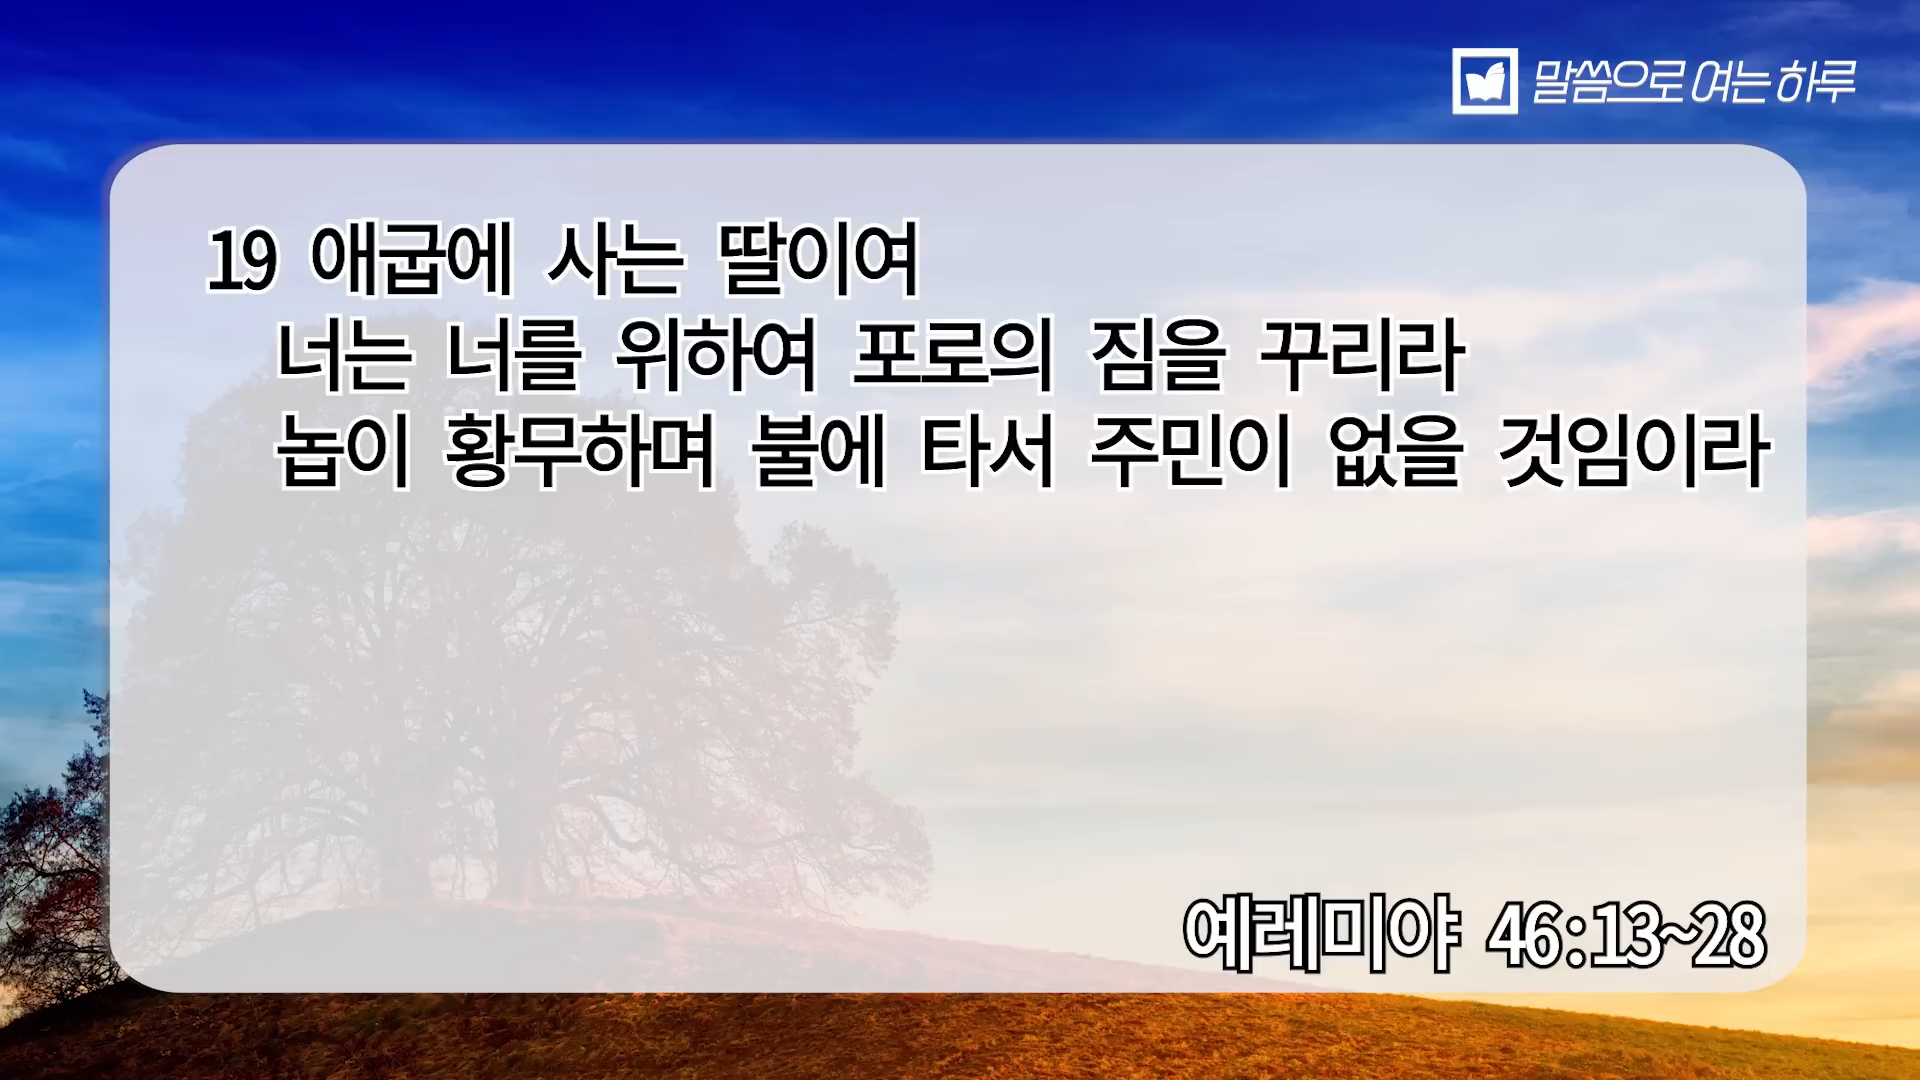 말씀으로 여는 하루
19 애굽에 사는 딸이여
너는 너를 위하여 포로의 짐을 꾸리라
놉이 황무하며 불에 타서 주민이 없을 것임이라
예레미야 46:13~28